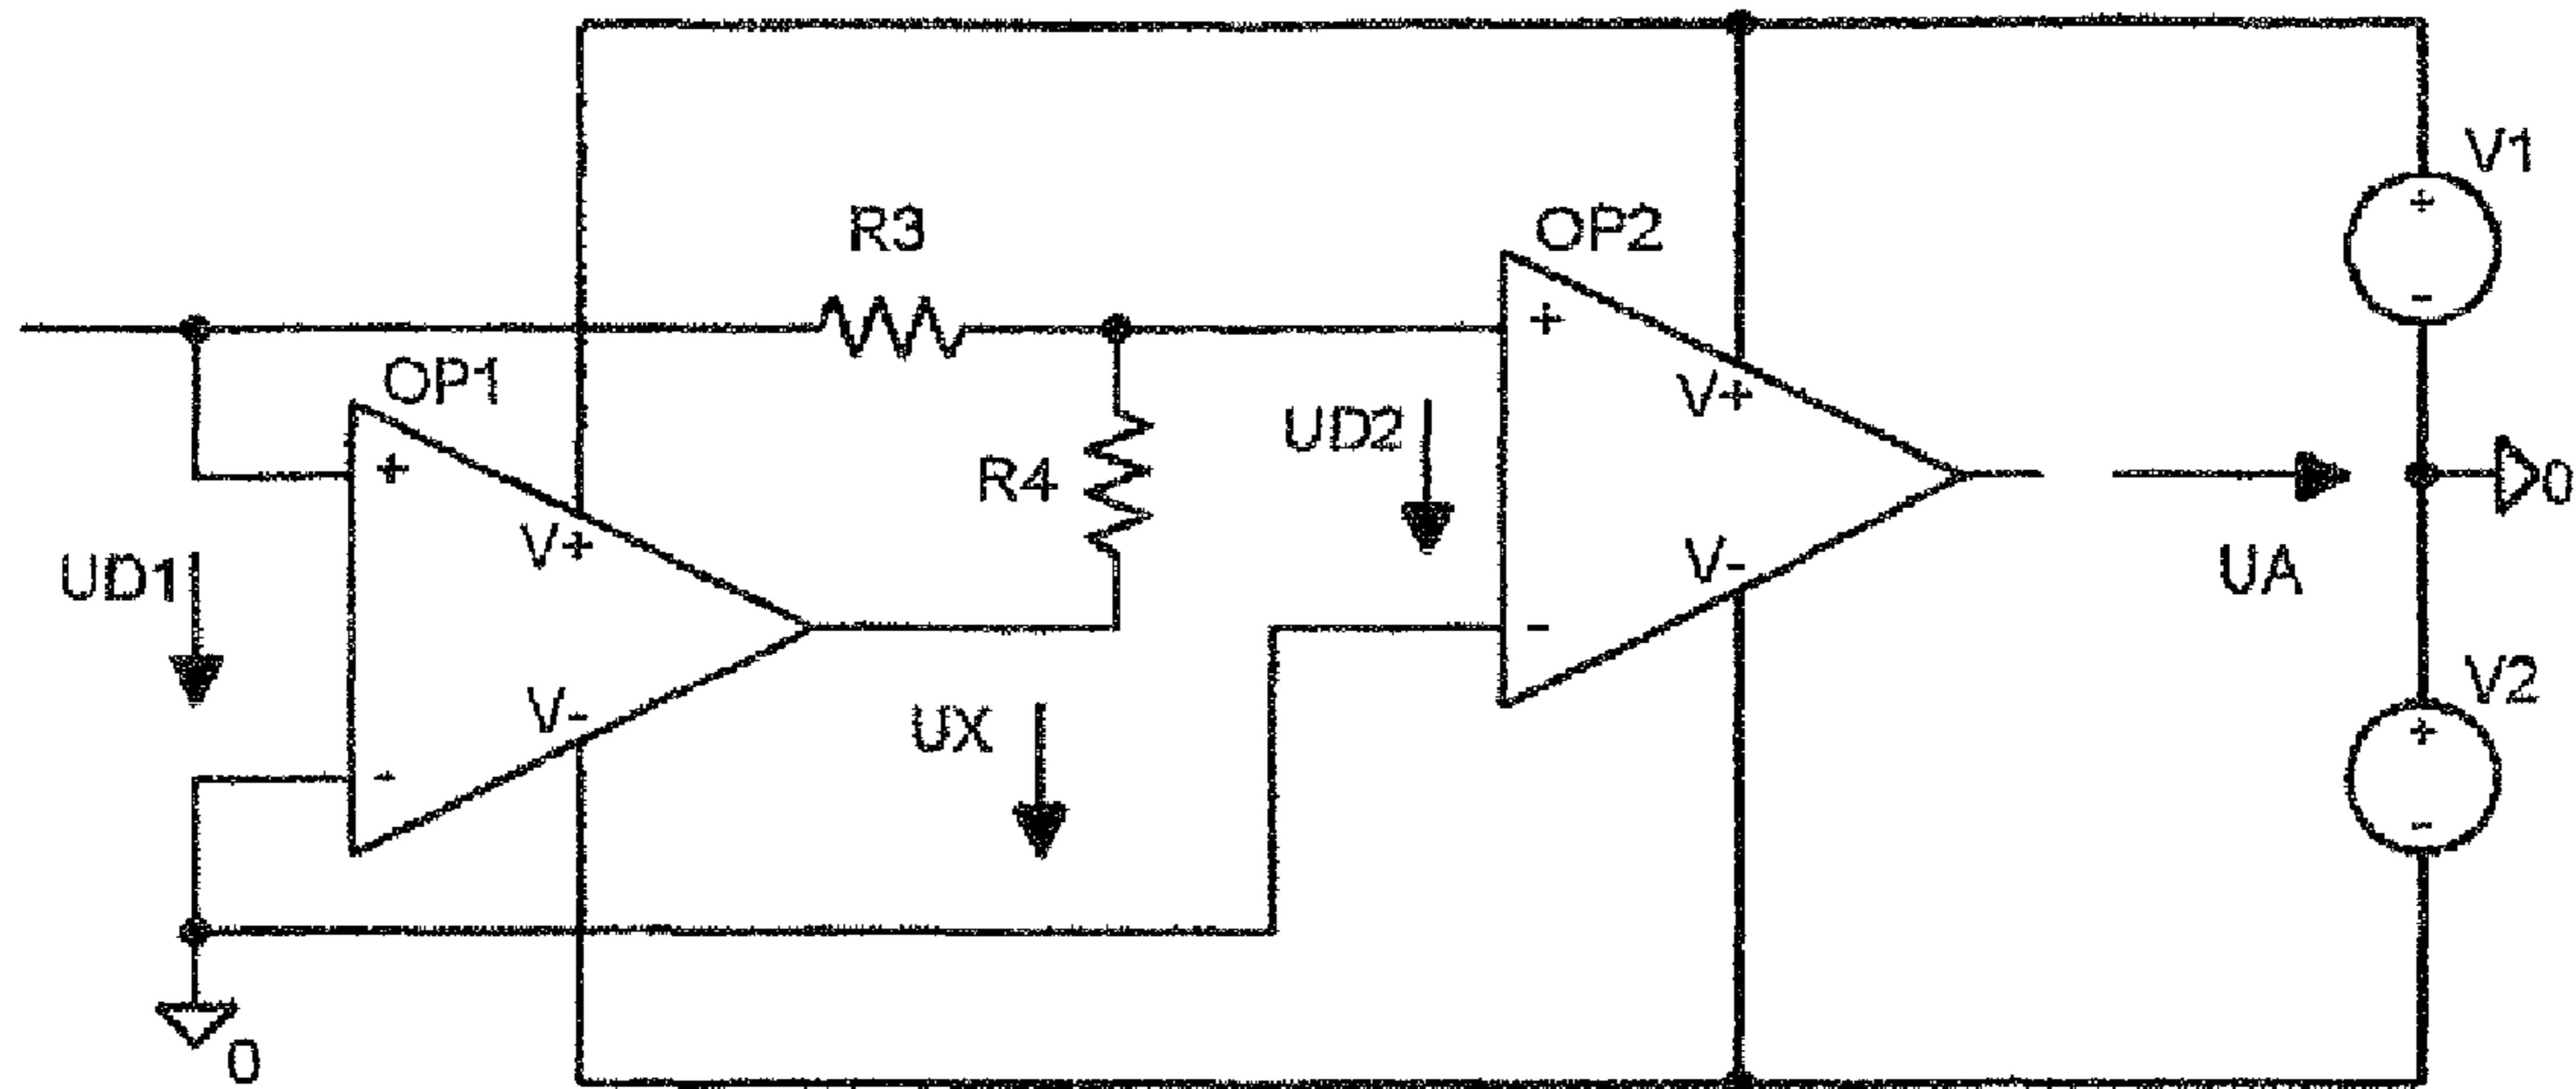 V1
+
-
R3
OP2
+
OP1
V+
+
UD2
R4
V+
0
UD1
V-
UA
-
V2
+
-
V-
UX
-
0